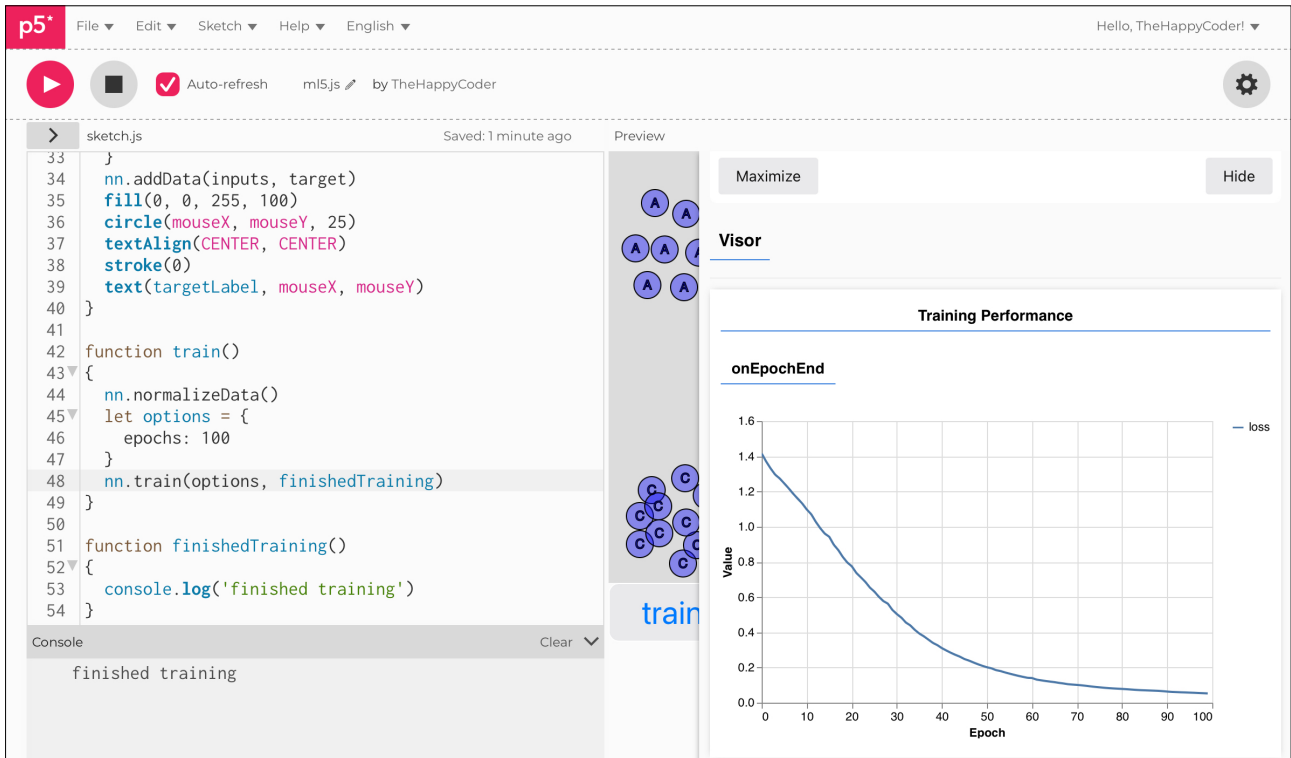 p5* File Edit Sketch Help English Hello, TheHappyCoder!
Auto-refresh ml5.js by TheHappyCoder
sketch.js Saved: 1 minute ago
33 }
34 nn.addData(inputs, target)
35 fill(0, 0, 255, 100)
36 circle(mouseX, mouseY, 25)
37 textAlign(CENTER, CENTER)
38 stroke(0)
39 text(targetLabel, mouseX, mouseY)
40 }
41
42 function train()
43 {
44 nn.normalizeData()
45 let options = {
46 epochs: 100
47 }
48 nn.train(options, finishedTraining)
49 }
50
51 function finishedTraining()
52 {
53 console.log('finished training')
54 }
Console Clear
finished training
Preview
A
A
A A A
A A
C
C
C
C C
C
C C
C
train
Maximize Hide
Visor
Training Performance
onEpochEnd
loss
Value
1.6
1.4
1.2
1.0
0.8
0.6
0.4
0.2
0.0
0 10 20 30 40 50 60 70 80 90 100
Epoch